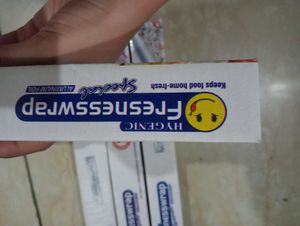 HYGENIC
Fresnesswrap
Special
ALUMINIUM FOIL
Keeps food home-fresh